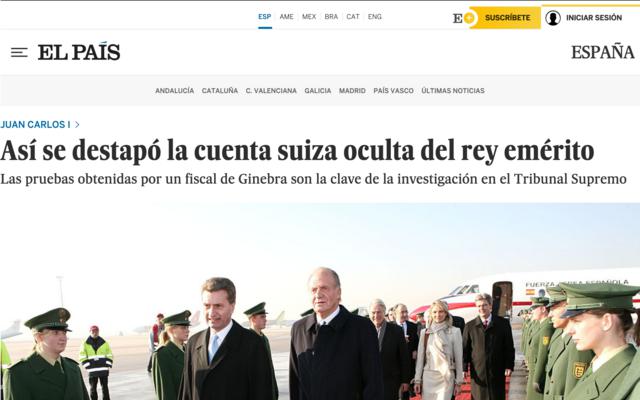 ESP AME MEX BRA CAT ENG
E+ SUSCRÍBETE INICIAR SESIÓN
EL PAÍS
ESPAÑA
ANDALUCÍA CATALUÑA C. VALENCIANA GALICIA MADRID PAÍS VASCO ÚLTIMAS NOTICIAS
JUAN CARLOS I >
Así se destapó la cuenta suiza oculta del rey emérito
Las pruebas obtenidas por un fiscal de Ginebra son la clave de la investigación en el Tribunal Supremo
FUERZA AÉREA ESPAÑOLA